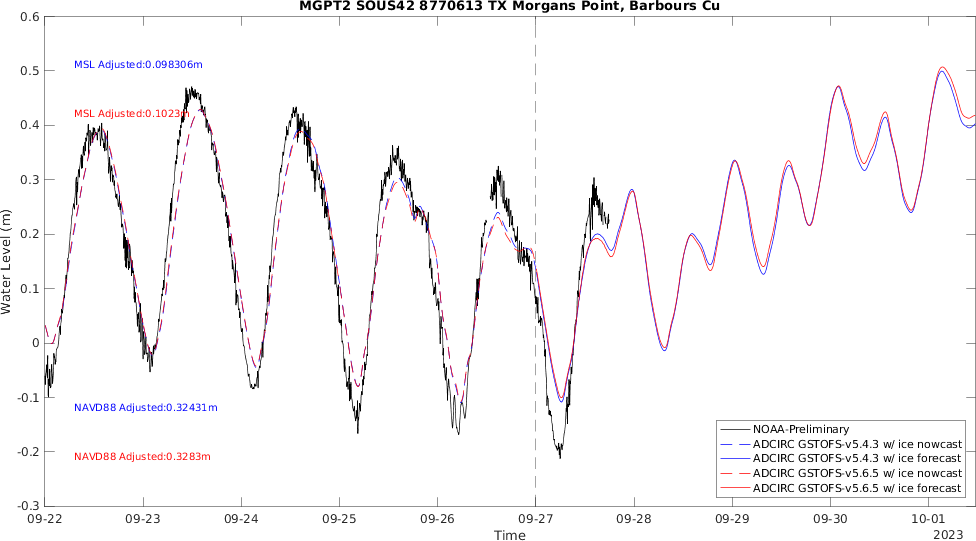 MGPT2 SOUS42 8770613 TX Morgans Point, Barbours Cu
0.6
0.5
0.4
0.3
0.2
0.1
0
-0.1
-0.2
-0.3
Water Level (m)
MSL Adjusted:0.098306m
MSL Adjusted:0.1023m
NAVD88 Adjusted:0.32431m
NAVD88 Adjusted:0.3283m
NOAA-Preliminary
ADCIRC GSTOFS-v5.4.3 w/ ice nowcast
ADCIRC GSTOFS-v5.4.3 w/ ice forecast
ADCIRC GSTOFS-v5.6.5 w/ ice nowcast
ADCIRC GSTOFS-v5.6.5 w/ ice forecast
09-22 09-23 09-24 09-25 09-26 09-27 09-28 09-29 09-30 10-01
2023
Time